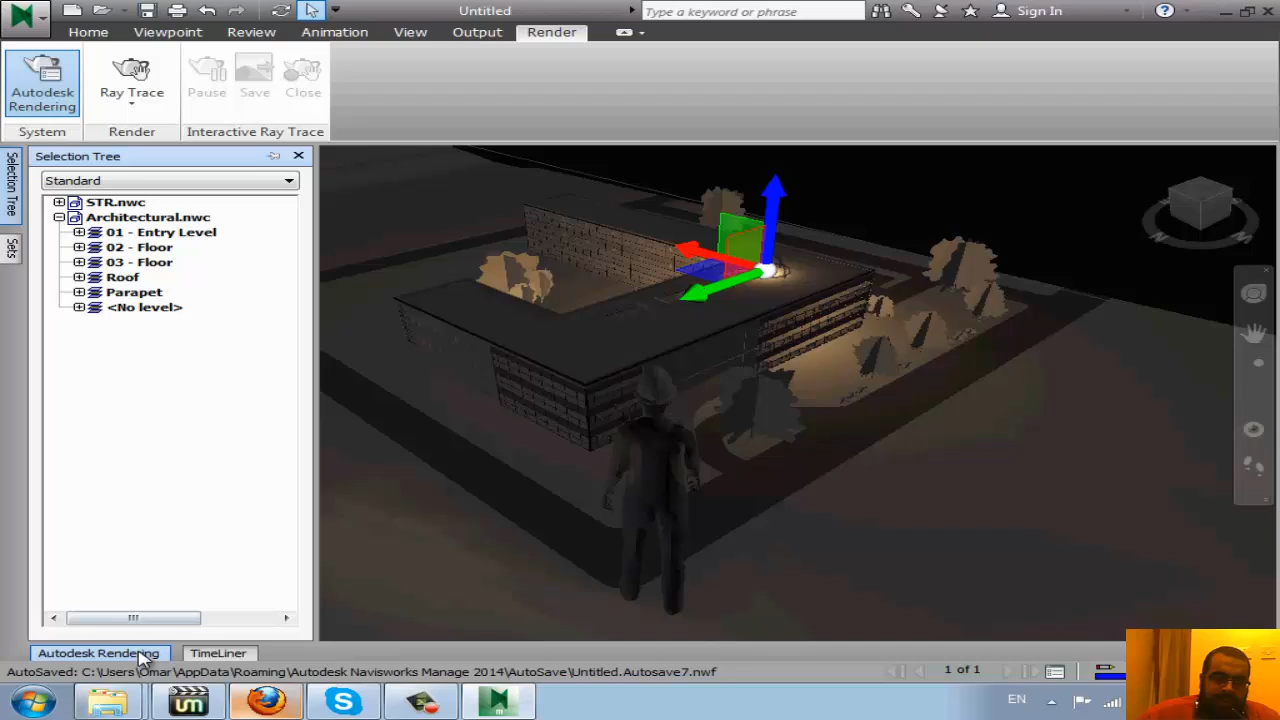 Untitled
Type a keyword or phrase
Sign In
Home
Viewpoint
Review
Animation
View
Output
Render
Autodesk
Rendering
Ray Trace
Pause
Save
Close
System
Render
Interactive Ray Trace
Selection Tree
Sets
Selection Tree
Standard
STR.nwc
Architectural.nwc
01 - Entry Level
02 - Floor
03 - Floor
Roof
Parapet
<No level>
Autodesk Rendering
TimeLiner
AutoSaved: C:\Users\Omar\AppData\Roaming\Autodesk Navisworks Manage 2014\AutoSave\Untitled.Autosave7.nwf
1 of 1
EN